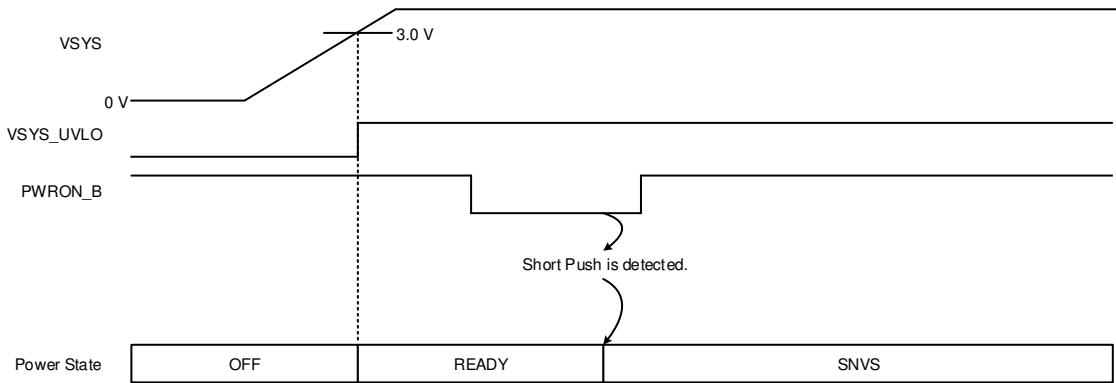 VSYS
3.0 V
0 V
VSYS_UVLO
PWRON_B
Short Push is detected.
Power State
OFF
READY
SNVS